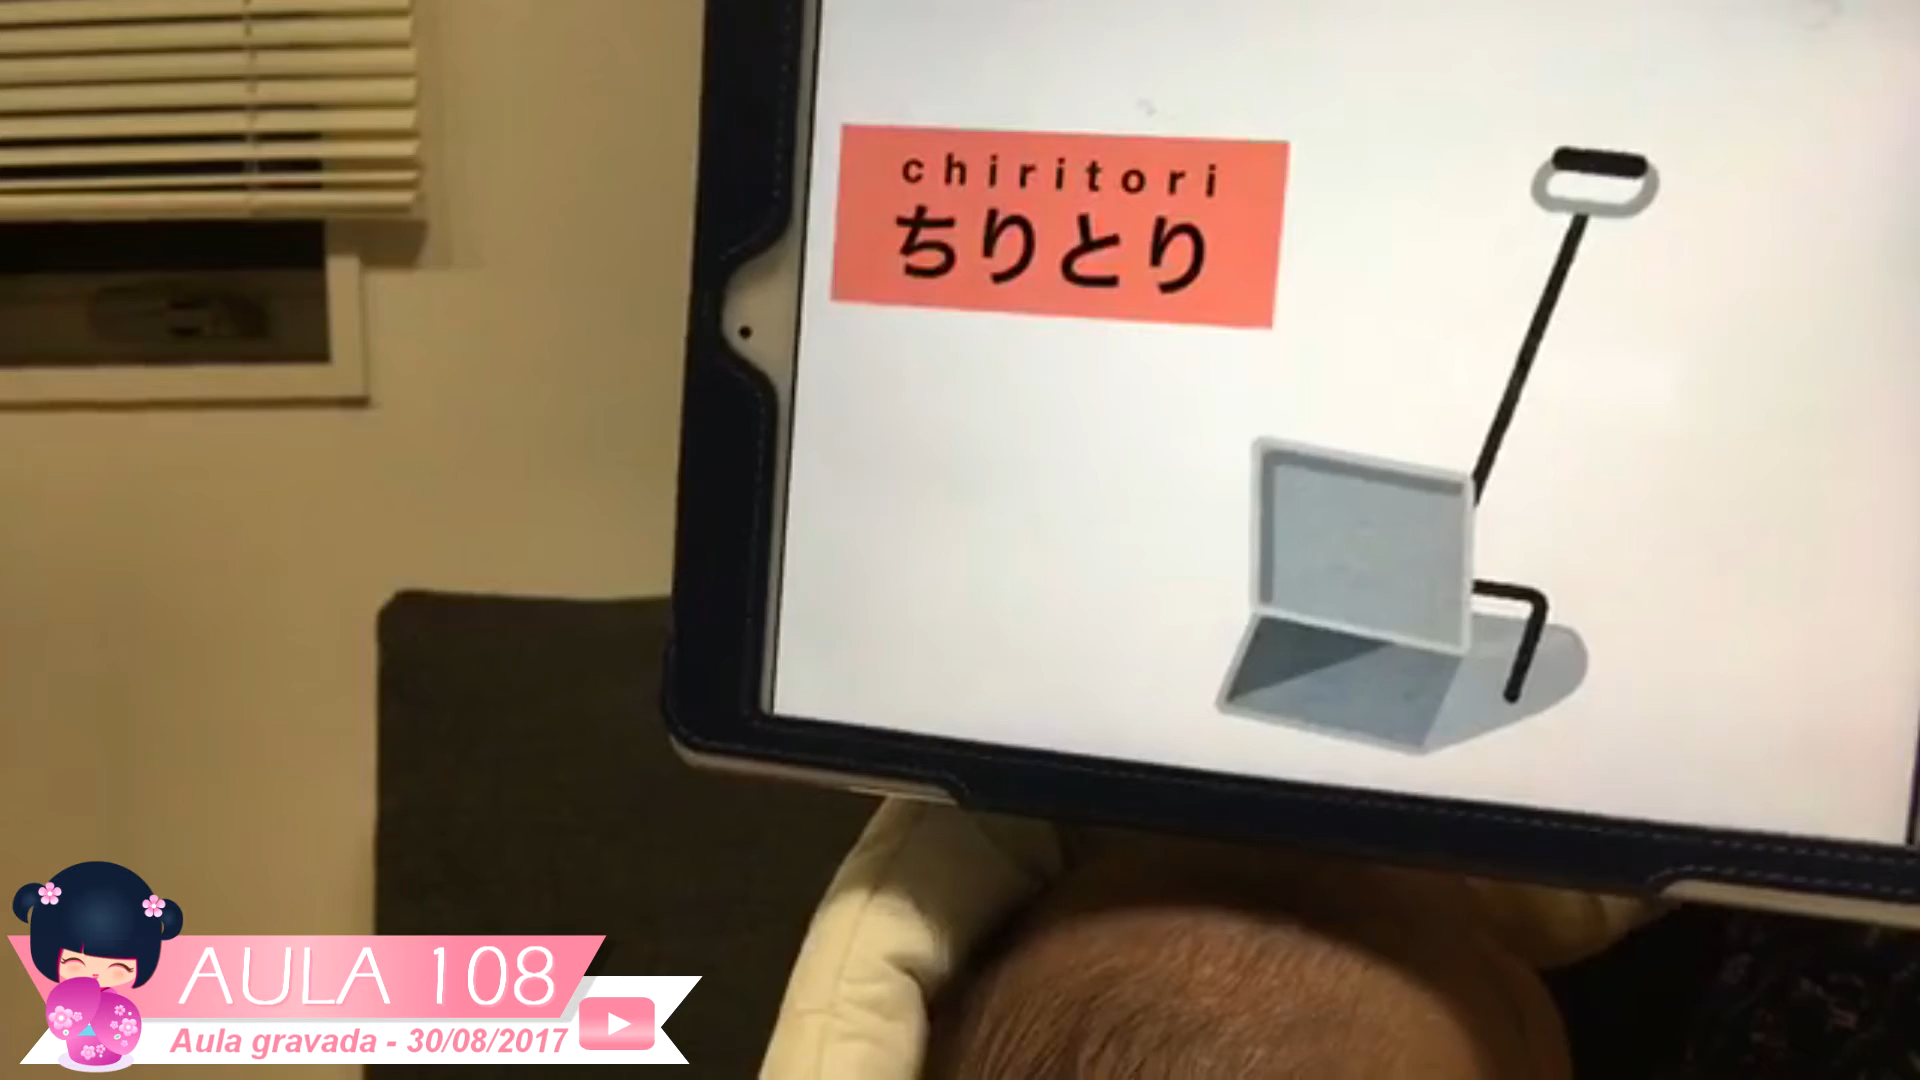 chiritori
ちりとり
AULA 108
Aula gravada - 30/08/2017